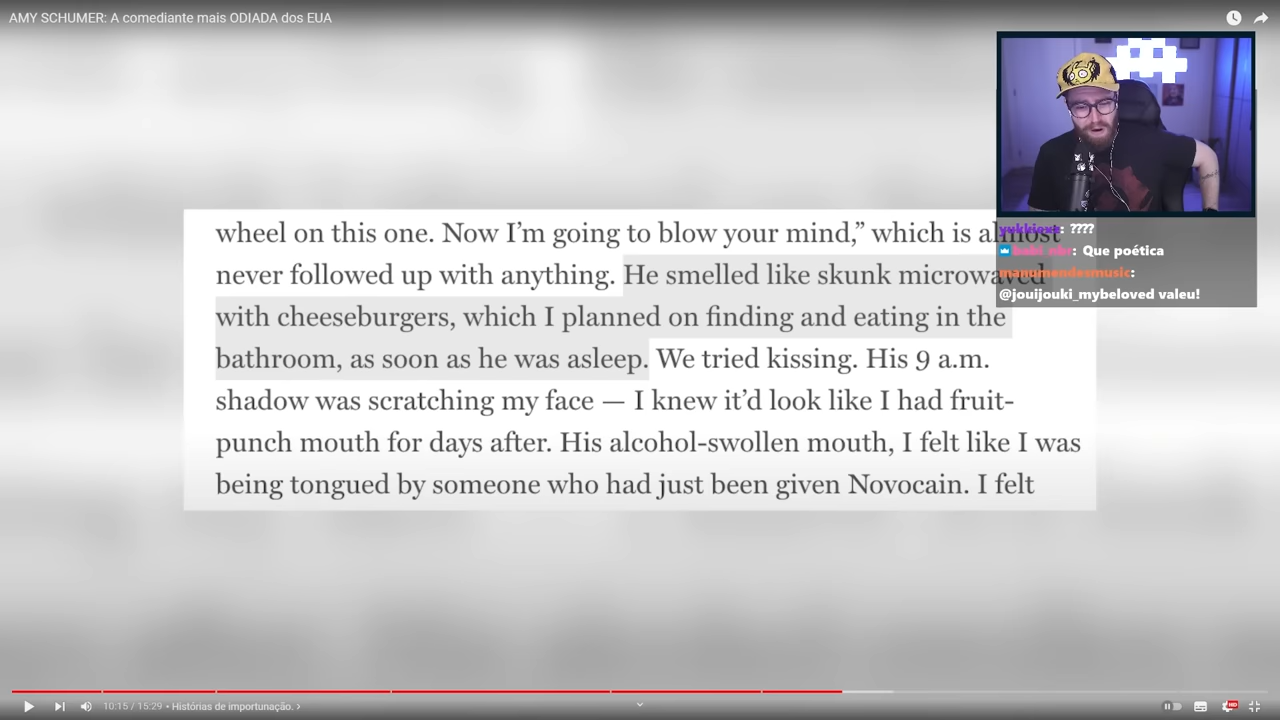 AMY SCHUMER: A comediante mais ODIADA dos EUA
wheel on this one. Now I’m going to blow your mind,” which is almost
never followed up with anything. He smelled like skunk microwaved
with cheeseburgers, which I planned on finding and eating in the
bathroom, as soon as he was asleep. We tried kissing. His 9 a.m.
shadow was scratching my face — I knew it’d look like I had fruit-
punch mouth for days after. His alcohol-swollen mouth, I felt like I was
being tongued by someone who had just been given Novocain. I felt
: ????
: Que poética
manumendesmusic:
@jouijouki_mybeloved valeu!
10:15 / 15:29 • Histórias de importunação. ›
HD